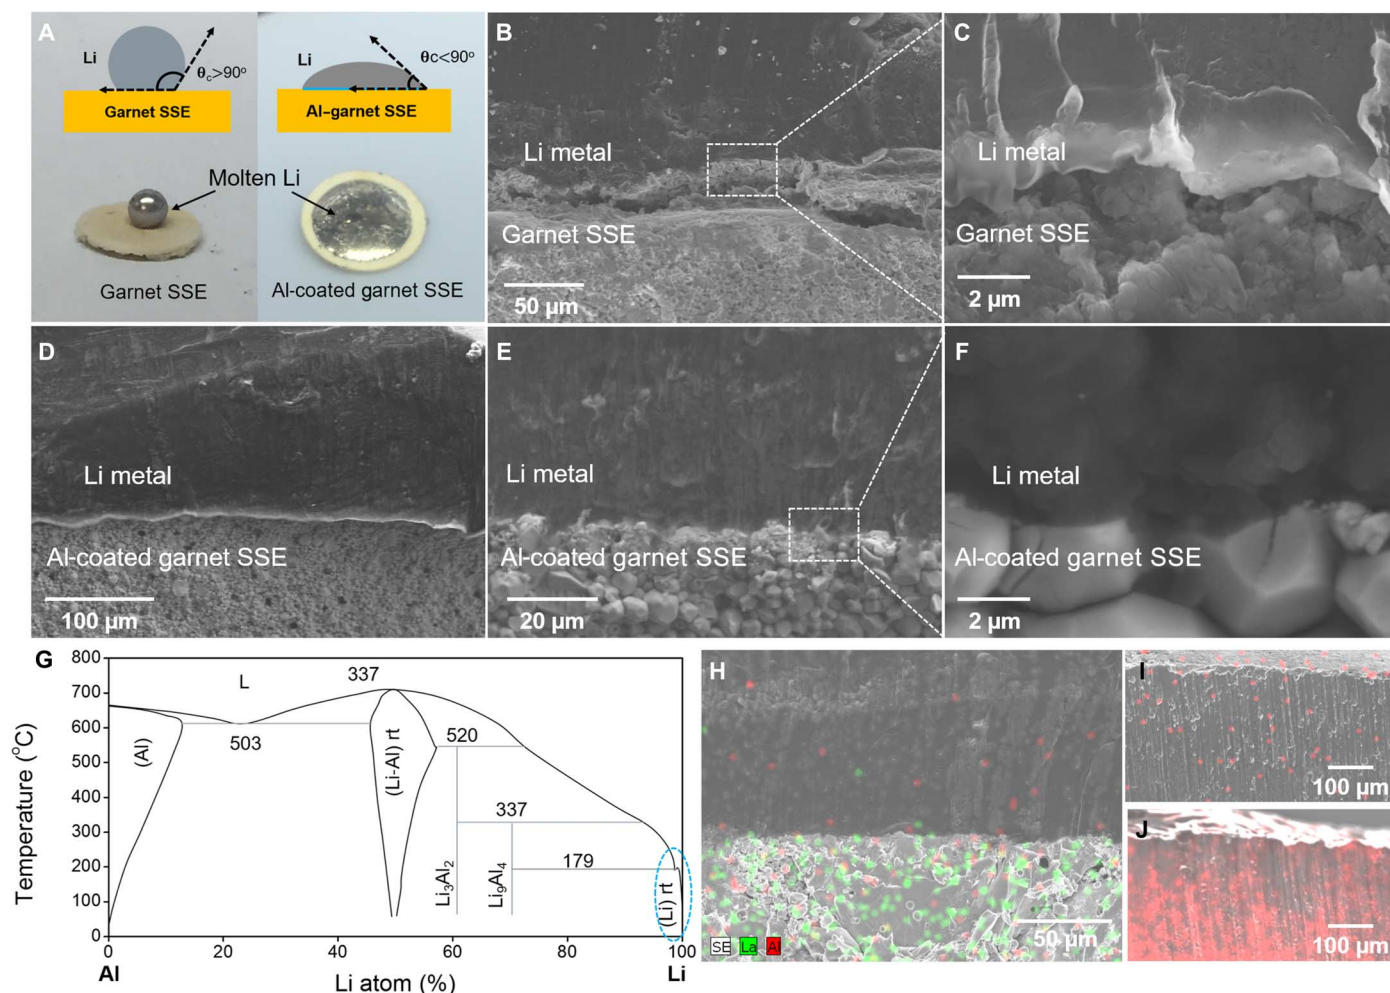 A
Li
θc>90°
Garnet SSE
θc<90°
Li
Al–garnet SSE
Molten Li
Garnet SSE
Al-coated garnet SSE
B
Li metal
Garnet SSE
50 μm
C
Li metal
Garnet SSE
2 μm
D
Li metal
Al-coated garnet SSE
100 μm
E
Li metal
Al-coated garnet SSE
20 μm
F
Li metal
Al-coated garnet SSE
2 μm
G
Temperature (°C)
800
700
600
500
400
300
200
100
0
L
337
503
520
337
179
(Al)
(Li-Al) rt
Li3Al2
Li9Al4
(Li) rt
0
20
40
60
80
100
Al
Li
Li atom (%)
H
SE
La
Al
50 μm
I
100 μm
J
100 μm